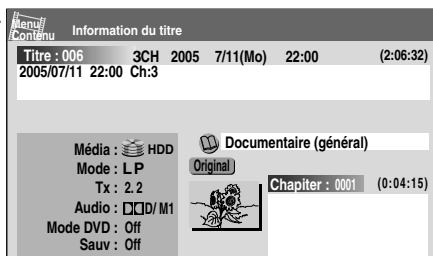 Menu
Contenu
Information du titre
Titre : 006 3CH 2005 7/11(Mo) 22:00 (2:06:32)
2005/07/11 22:00 Ch:3
Média : HDD
Documentaire (général)
Mode : LP
Original
Tx : 2.2
Chapiter : 0001 (0:04:15)
Audio : D/M1
Mode DVD : Off
Sauv : Off